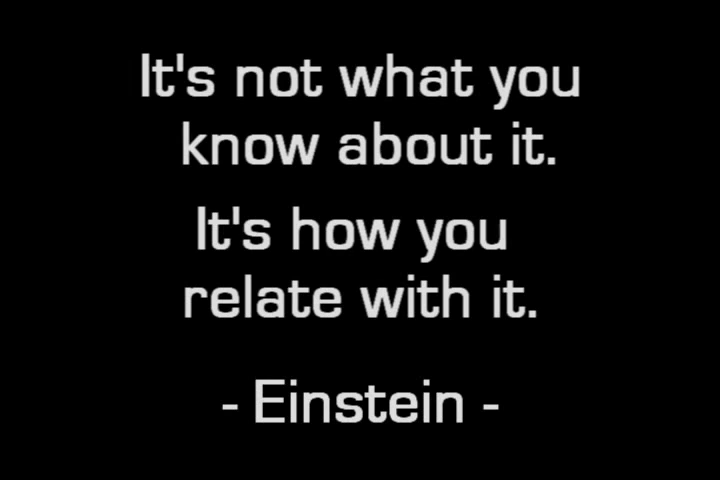 It's not what you
know about it.
It's how you
relate with it.
- Einstein -